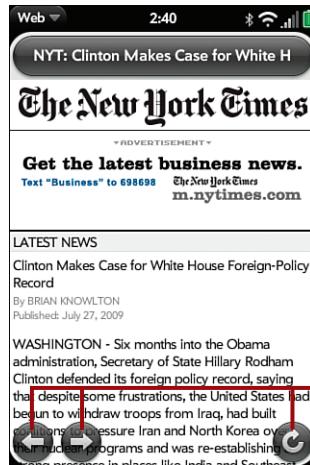 Web 2:40
NYT: Clinton Makes Case for White H
The New York Times
ADVERTISEMENT
Get the latest business news.
Text "Business" to 698698 The New York Times
m.nytimes.com
LATEST NEWS
Clinton Makes Case for White House Foreign-Policy
Record
By BRIAN KNOWLTON
Published: July 27, 2009
WASHINGTON - Six months into the Obama
administration, Secretary of State Hillary Rodham
Clinton defended its foreign policy record, saying
that despite some frustrations, the United States had
begun to withdraw troops from Iraq, had built
coalitions to pressure Iran and North Korea over
their nuclear programs and was re-establishing
strong presence in places like India and Southeast